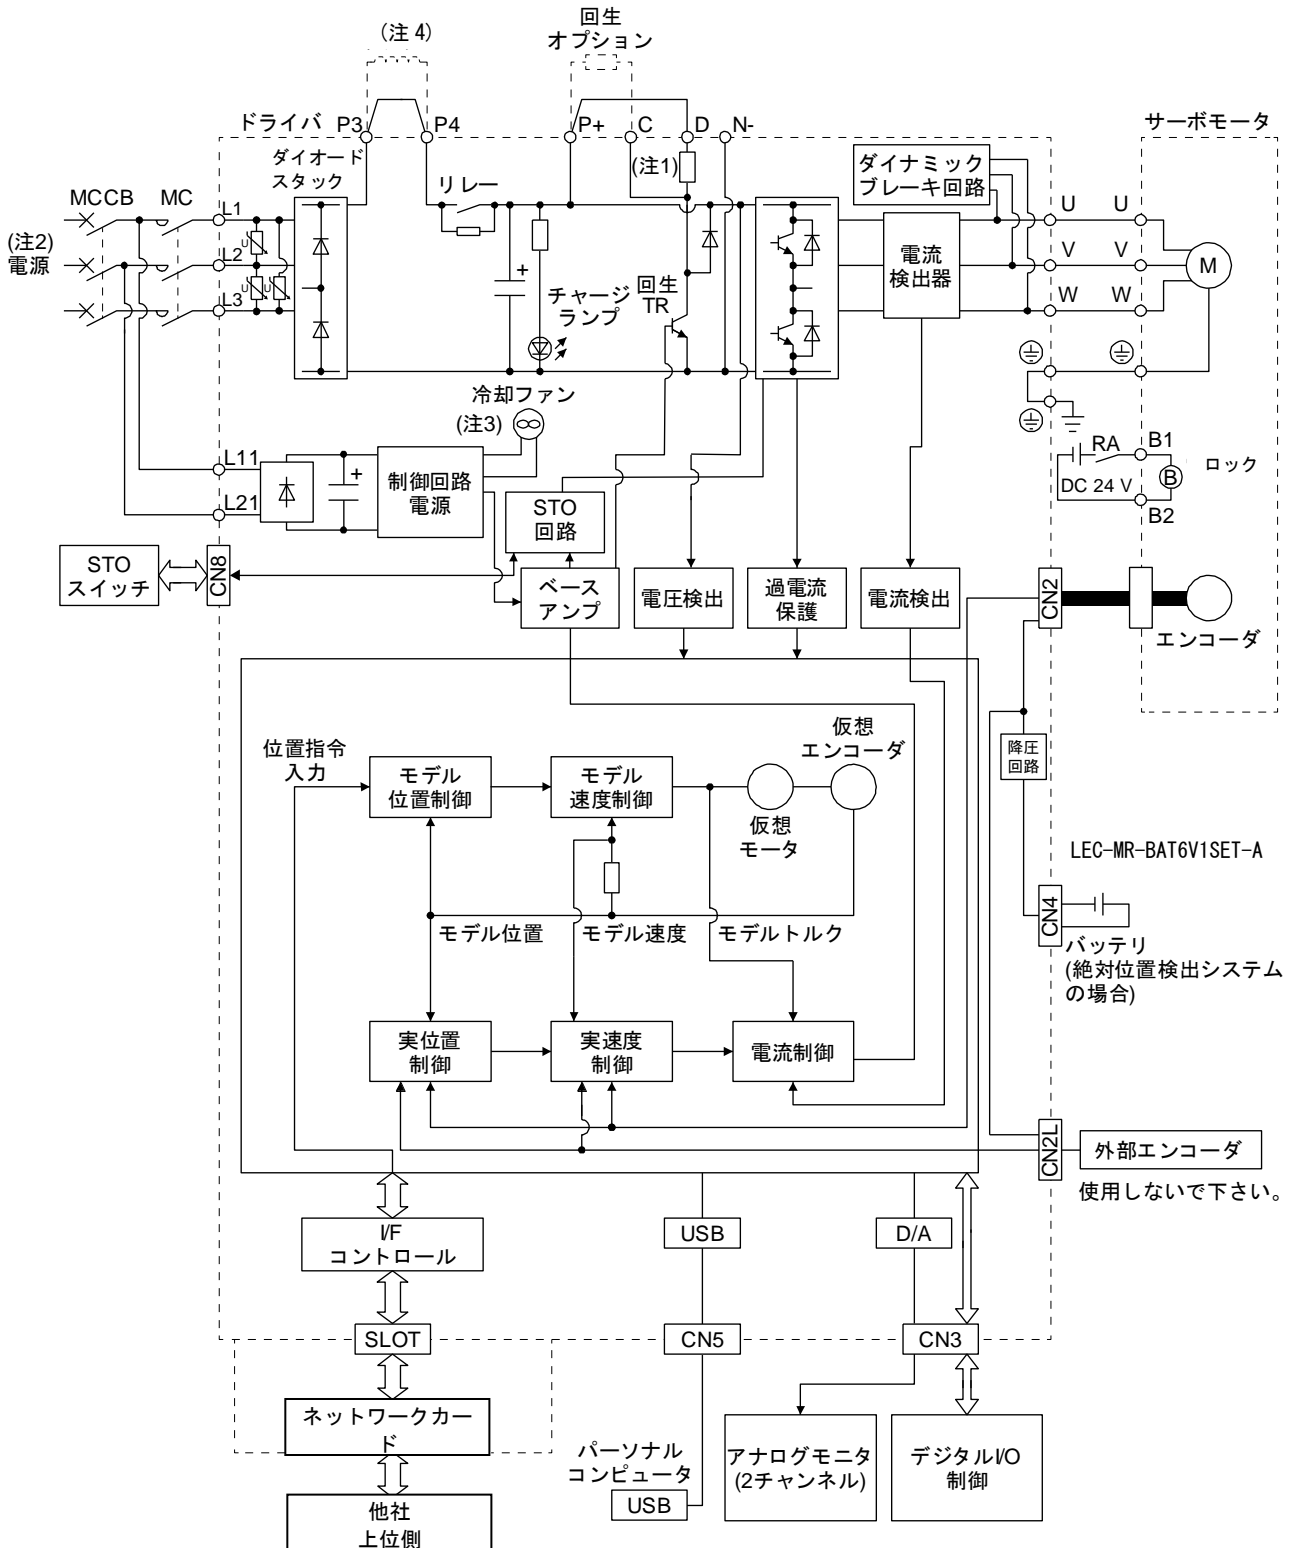 (注 4)
回生
オプション
ドライバ
P3
P4
P+
C
D
N-
サーボモータ
ダイオード
スタック
リレー
(注1)
ダイナミック
ブレーキ回路
MCCB
MC
L1
L2
L3
(注2)
電源
U
U
U
+
チャージ
ランプ
回生
TR
電流
検出器
U
V
W
U
V
W
M
冷却ファン
(注3)
L11
L21
+
制御回路
電源
STO
回路
RA
DC 24 V
B1
B
B2
ロック
STO
スイッチ
CN8
ベース
アンプ
電圧検出
過電流
保護
電流検出
CN2
エンコーダ
位置指令
入力
モデル
位置制御
モデル
速度制御
仮想
エンコーダ
仮想
モータ
降圧
回路
LEC-MR-BAT6V1SET-A
モデル位置
モデル速度
モデルトルク
CN4
バッテリ
(絶対位置検出システム
の場合)
実位置
制御
実速度
制御
電流制御
CN2L
外部エンコーダ
使用しないで下さい。
I/F
コントロール
USB
D/A
SLOT
CN5
CN3
ネットワークカー
ド
パーソナル
コンピュータ
USB
アナログモニタ
(2チャンネル)
デジタルI/O
制御
他社
上位側